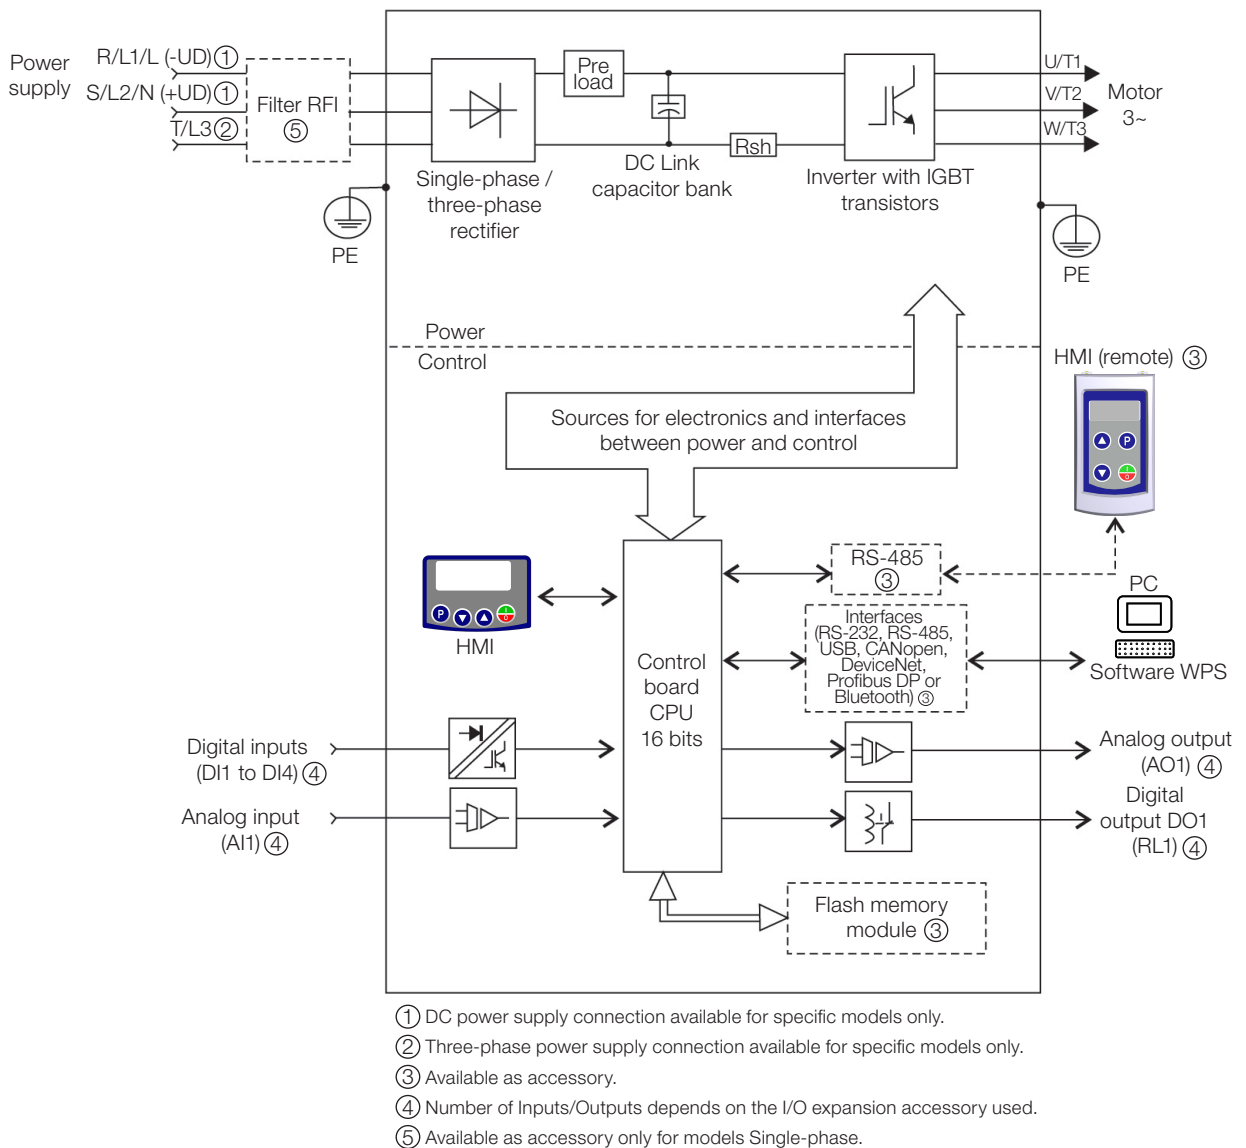 Power
supply
R/L1/L (-UD) ①
S/L2/N (+UD) ①
T/L3 ②
Filter RFI
⑤
Pre
load
U/T1
V/T2
W/T3
Motor
3~
Rsh
DC Link
capacitor bank
Single-phase /
three-phase
rectifier
Inverter with IGBT
transistors
PE
PE
Power
Control
HMI (remote) ③
P
I
0
Sources for electronics and interfaces
between power and control
RS-485
③
PC
Software WPS
P
I
0
HMI
Interfaces
(RS-232, RS-485,
USB, CANopen,
DeviceNet,
Profibus DP or
Bluetooth) ③
Control
board
CPU
16 bits
Digital inputs
(DI1 to DI4) ④
Analog input
(AI1) ④
Analog output
(AO1) ④
Digital
output DO1
(RL1) ④
Flash memory
module ③
① DC power supply connection available for specific models only.
② Three-phase power supply connection available for specific models only.
③ Available as accessory.
④ Number of Inputs/Outputs depends on the I/O expansion accessory used.
⑤ Available as accessory only for models Single-phase.